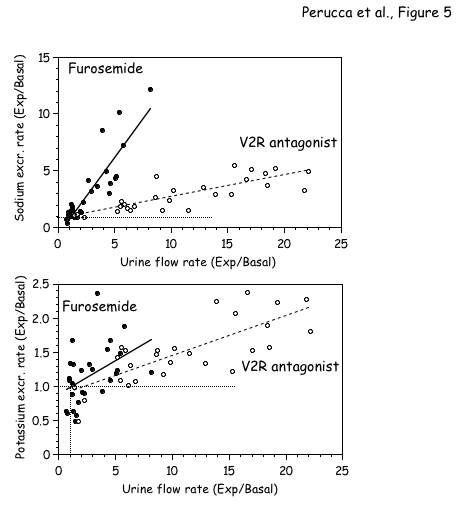 Perucca et al., Figure 5
15
10
5
0
Sodium excr. rate (Exp/Basal)
Furosemide
V2R antagonist
0 5 10 15 20 25
Urine flow rate (Exp/Basal)
2.5
2.0
1.5
1.0
0.5
0
Potassium excr. rate (Exp/Basal)
Furosemide
V2R antagonist
0 5 10 15 20 25
Urine flow rate (Exp/Basal)